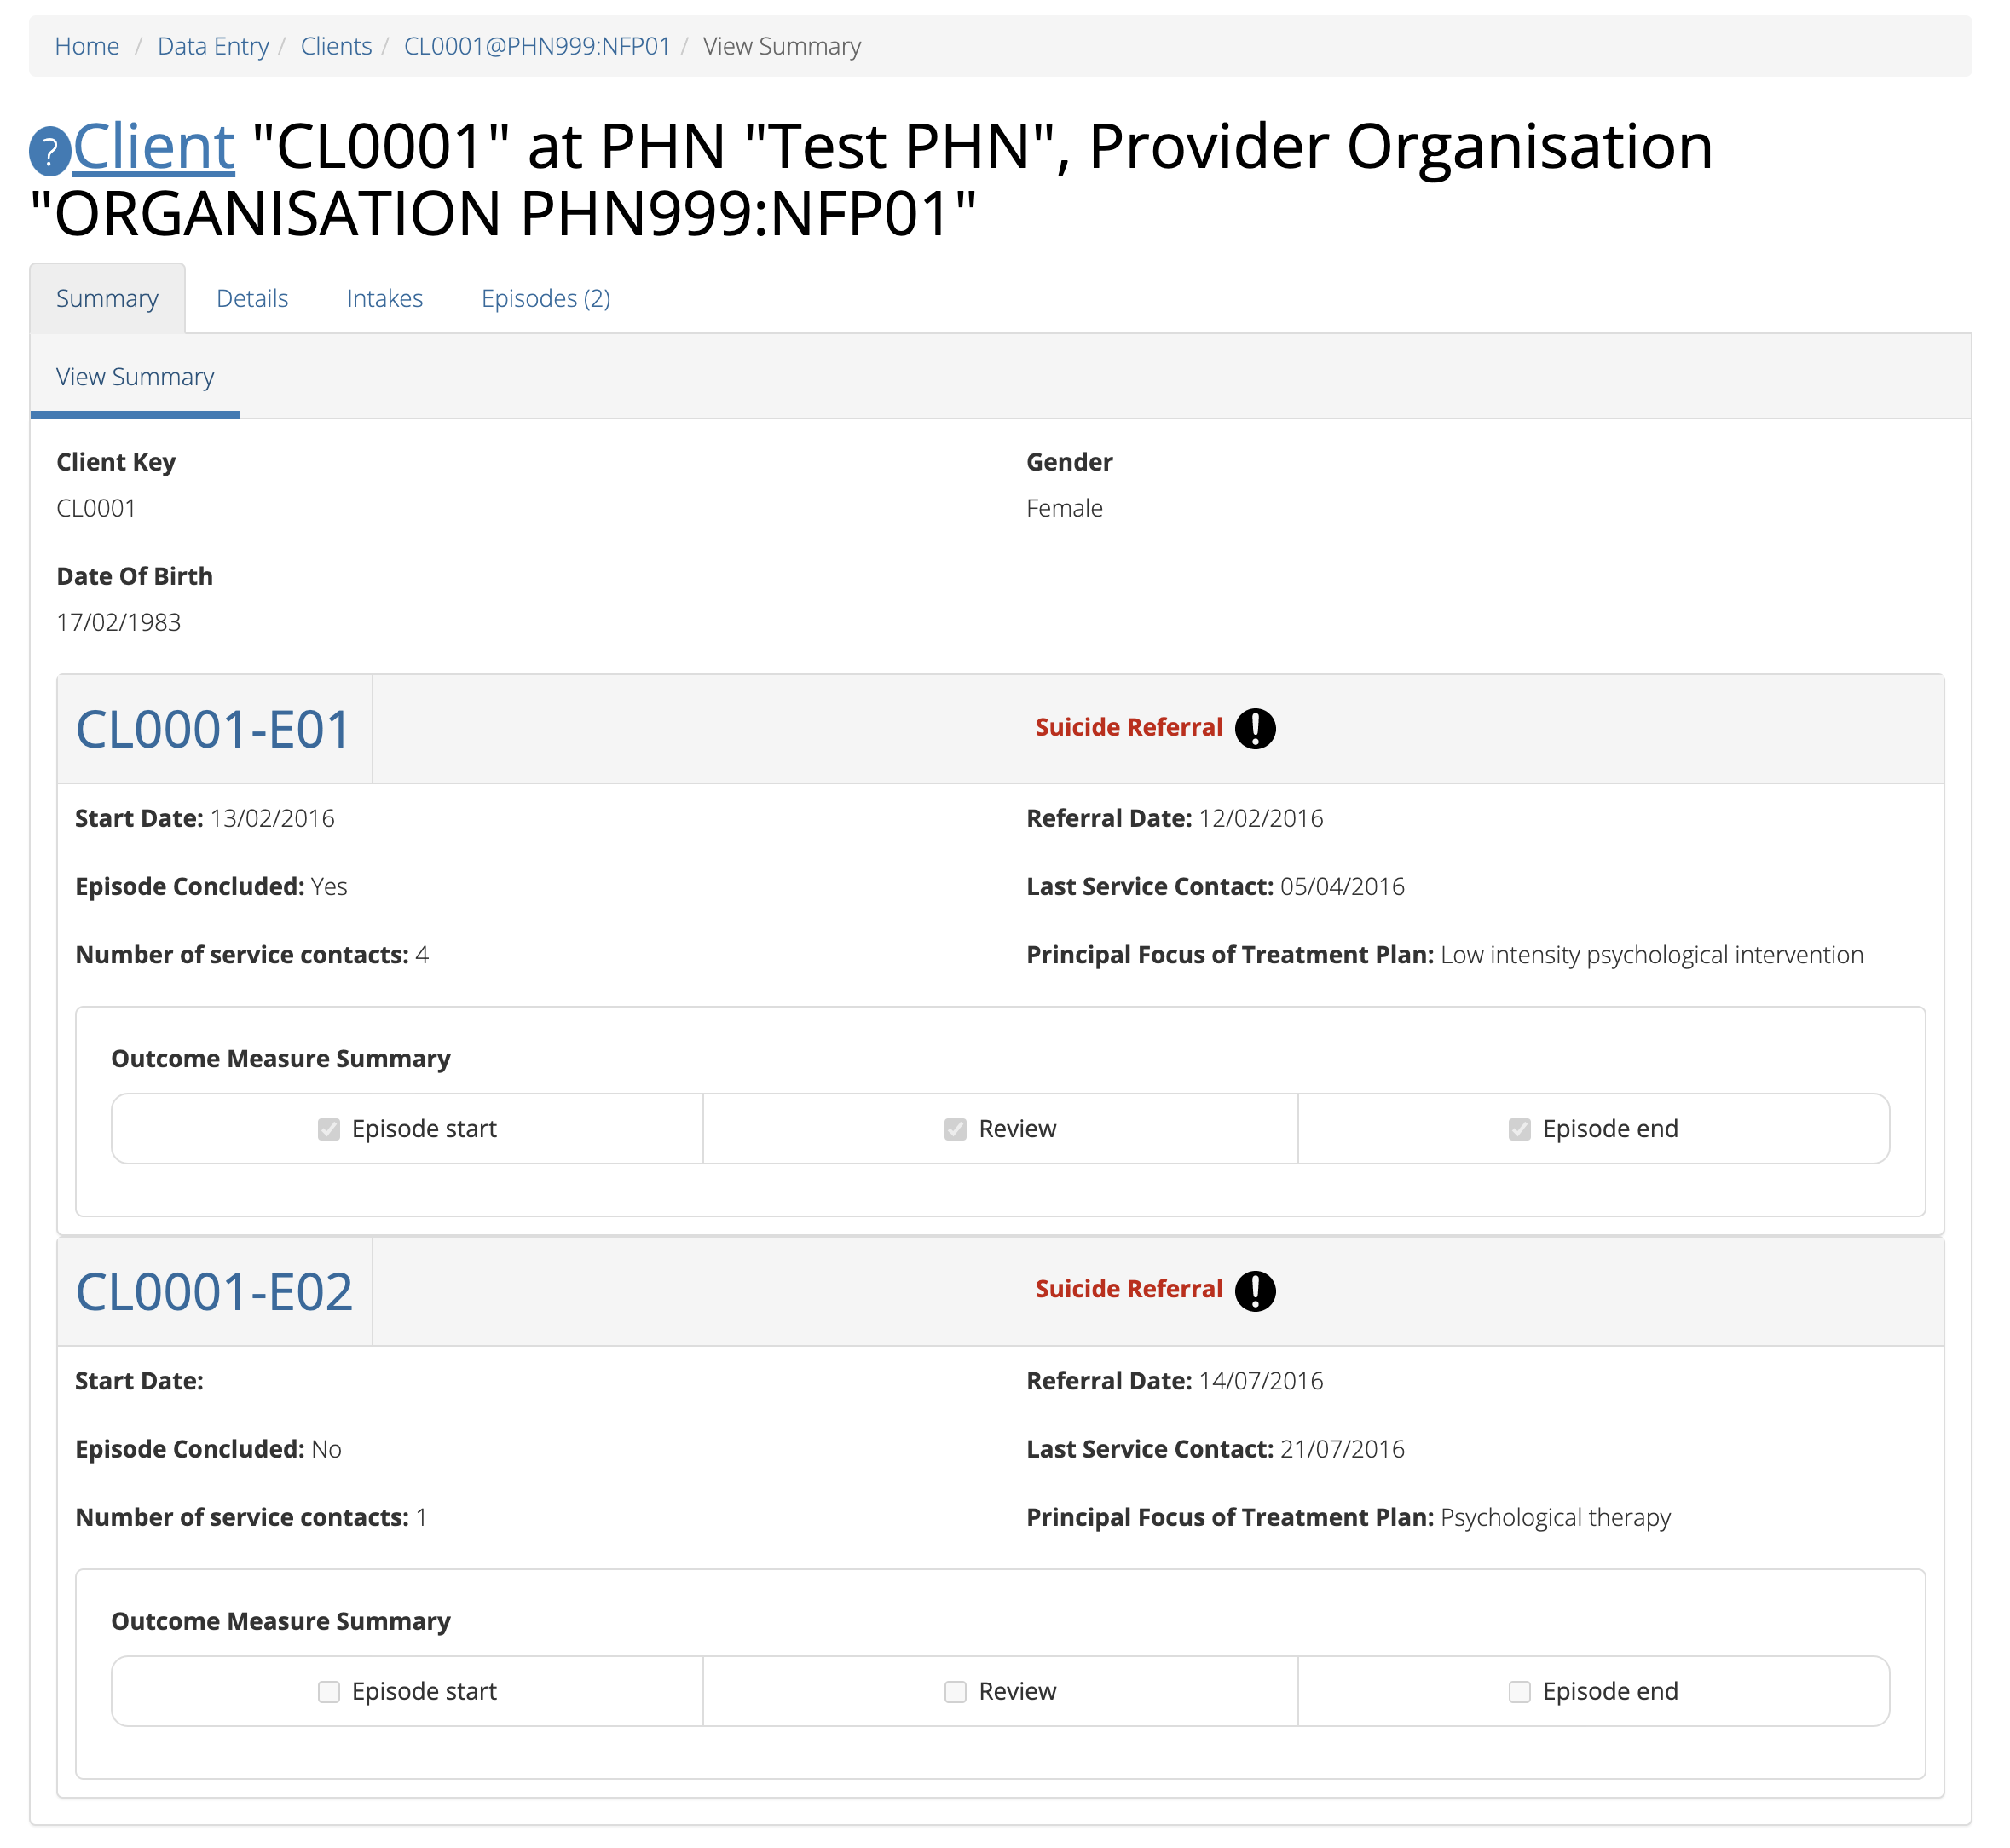 Home / Data Entry / Clients / CL0001@PHN999:NFP01 / View Summary
? Client "CL0001" at PHN "Test PHN", Provider Organisation
"ORGANISATION PHN999:NFP01"
Summary Details Intakes Episodes (2)
View Summary
Client Key Gender
CL0001 Female
Date Of Birth
17/02/1983
CL0001-E01 Suicide Referral !
Start Date: 13/02/2016 Referral Date: 12/02/2016
Episode Concluded: Yes Last Service Contact: 05/04/2016
Number of service contacts: 4 Principal Focus of Treatment Plan: Low intensity psychological intervention
Outcome Measure Summary
Episode start Review Episode end
CL0001-E02 Suicide Referral !
Start Date: Referral Date: 14/07/2016
Episode Concluded: No Last Service Contact: 21/07/2016
Number of service contacts: 1 Principal Focus of Treatment Plan: Psychological therapy
Outcome Measure Summary
Episode start Review Episode end